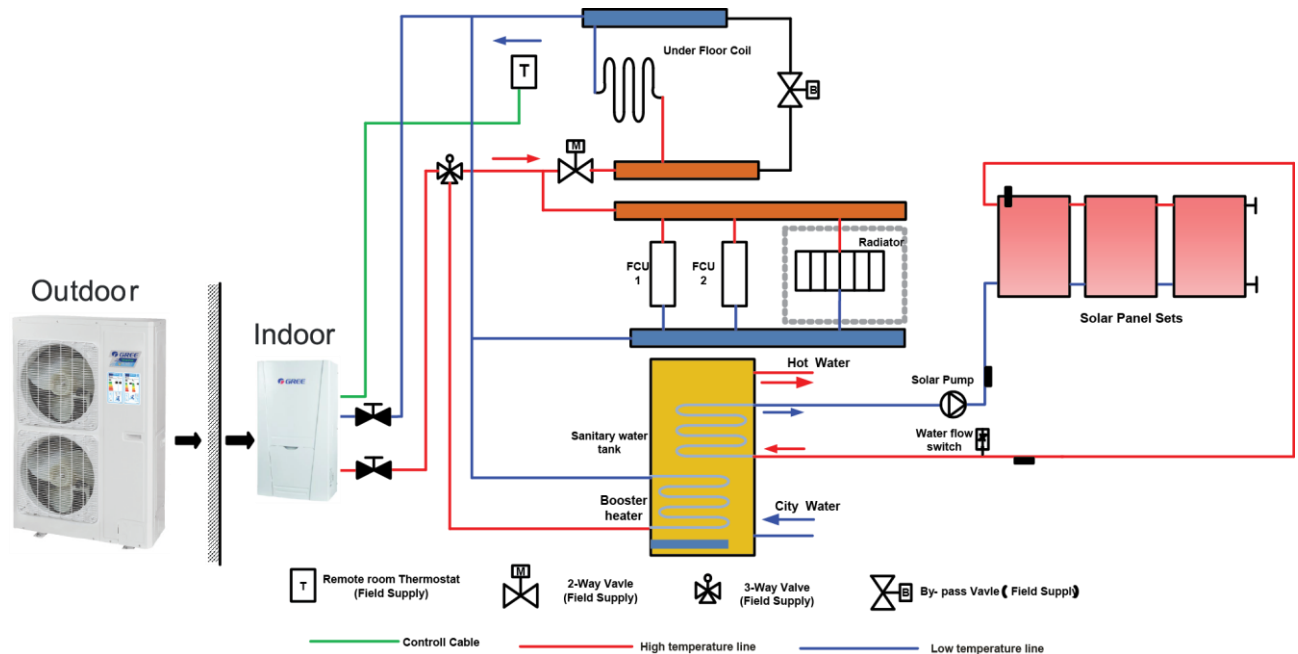 Under Floor Coil
T
B
M
Radiator
FCU
1
FCU
2
Outdoor
Indoor
GREE
GREE
Solar Panel Sets
Hot Water
Solar Pump
Sanitary water
tank
Water flow
switch
Booster
heater
City Water
T
Remote room Thermostat
(Field Supply)
M
2-Way Vavle
(Field Supply)
3-Way Valve
(Field Supply)
B
By- pass Vavle ( Field Supply)
Controll Cable
High temperature line
Low temperature line